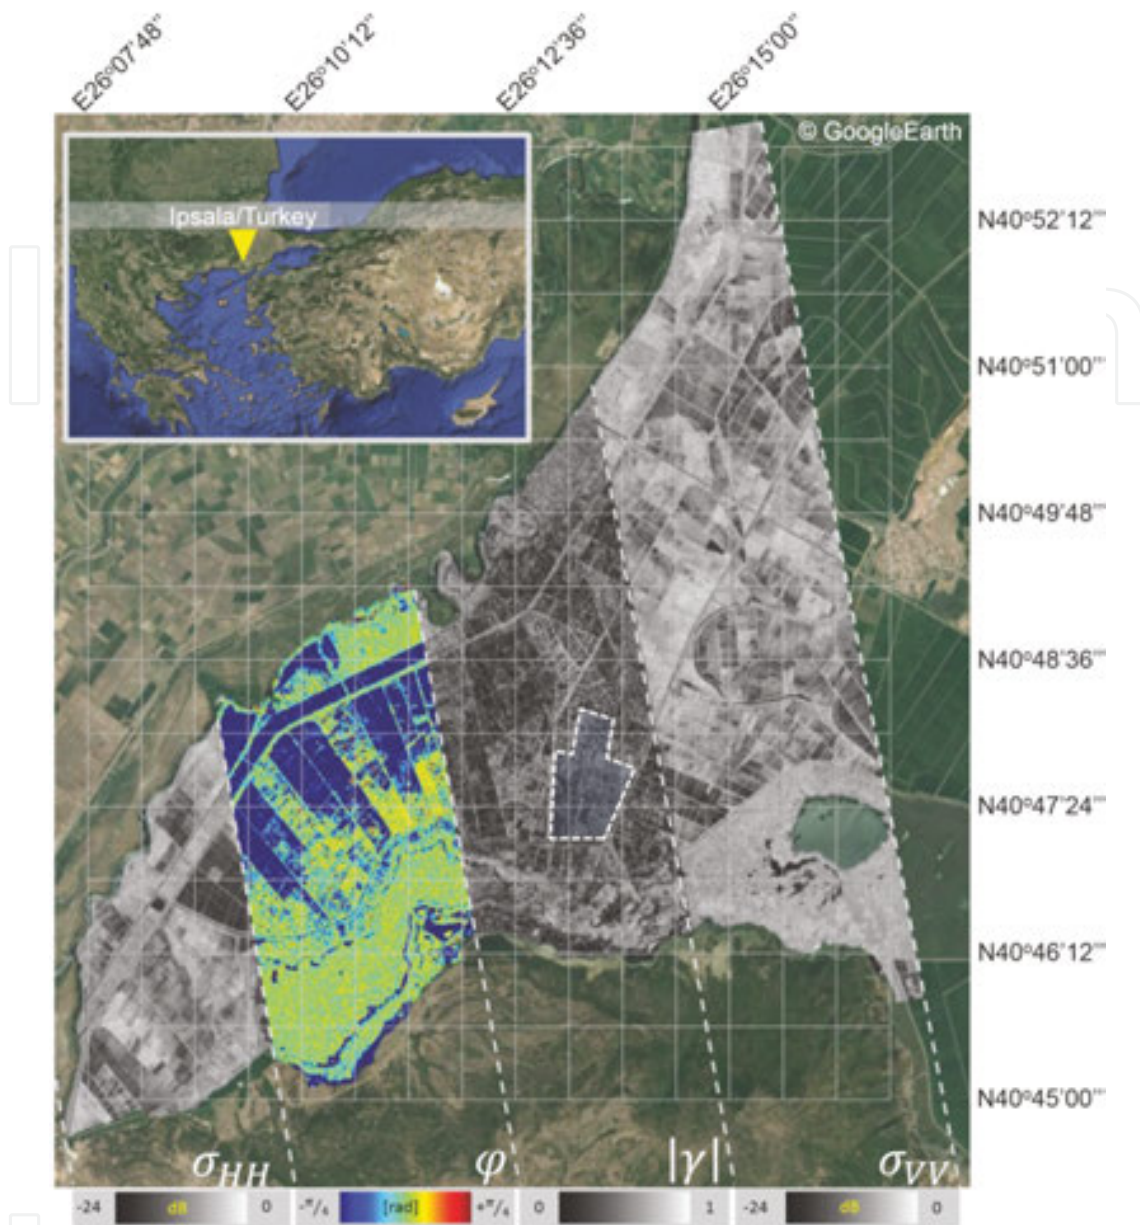 E26°07'48" E26°10'12" E26°12'36" E26°15'00"
© GoogleEarth
Ipsala/Turkey
N40°52'12"
N40°51'00"
N40°49'48"
N40°48'36"
N40°47'24"
N40°46'12"
N40°45'00"
σ_HH φ |γ| σ_VV
-24 dB 0 -π/4 [rad] +π/4 0 1 -24 dB 0